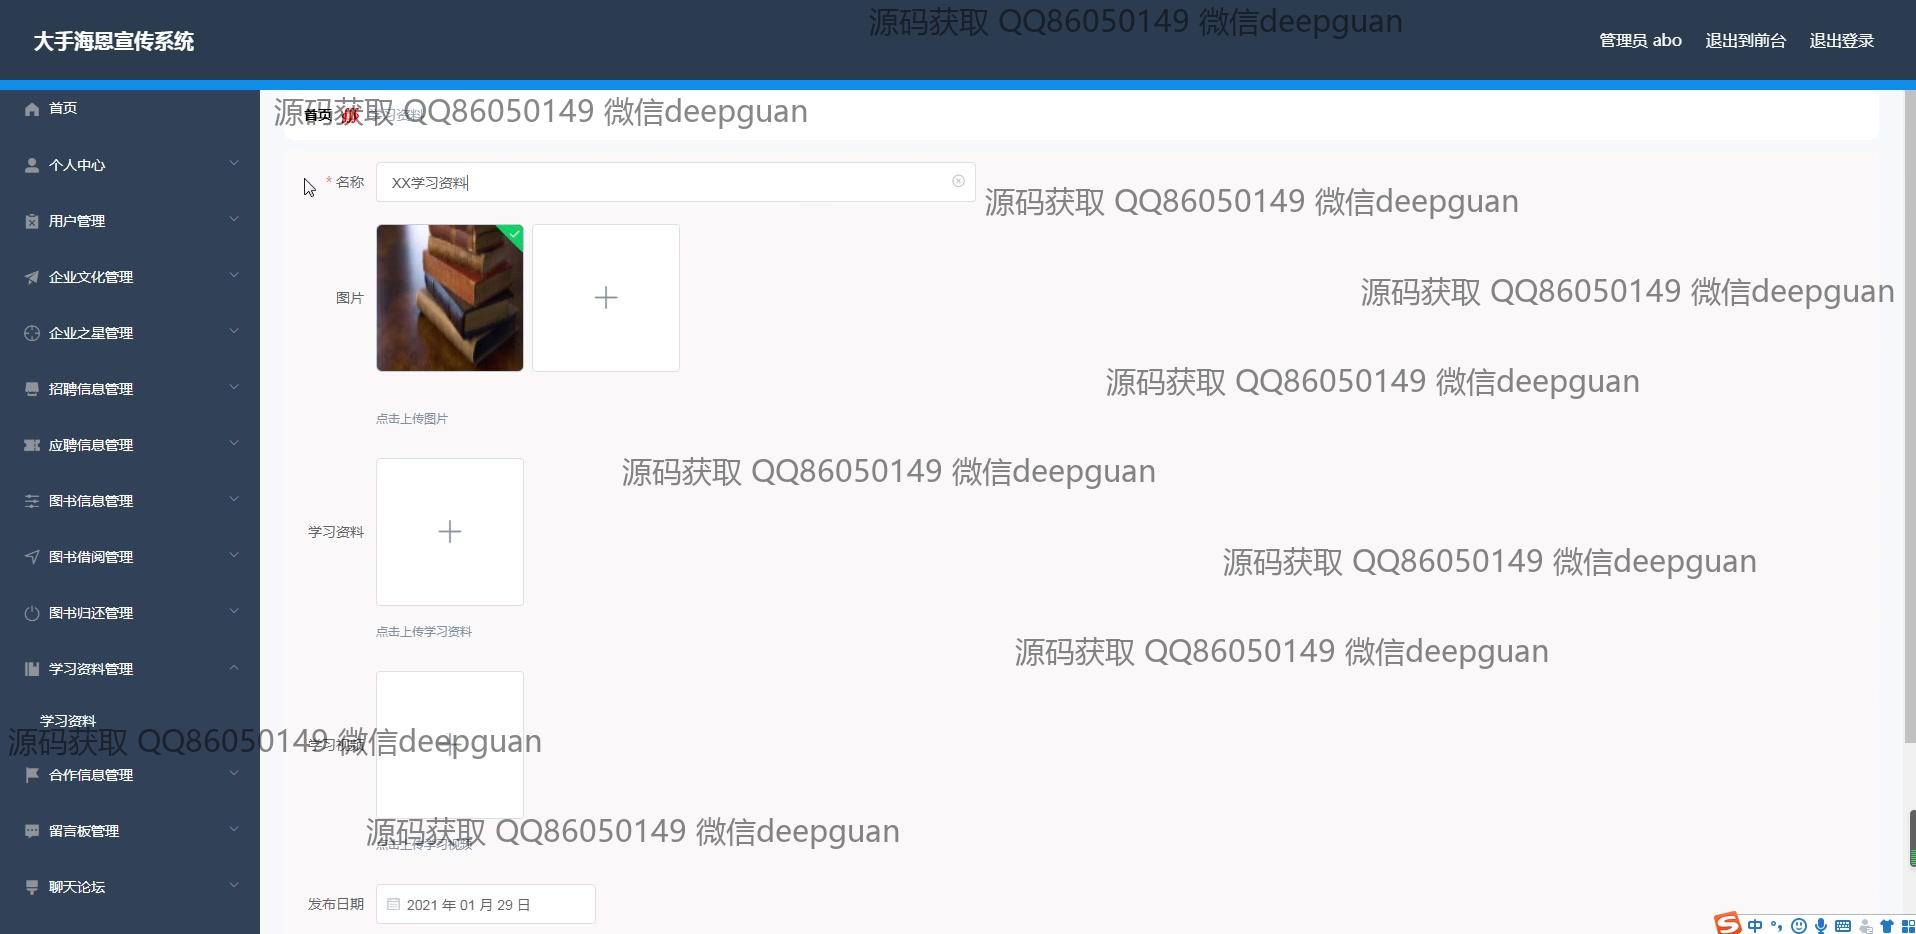 源码获取 QQ86050149 微信deepguan
大手海恩宣传系统
管理员 abo 退出到前台 退出登录
首页
源码获取 QQ86050149 微信deepguan
首页 学习资料
个人中心
* 名称 XX学习资料
源码获取 QQ86050149 微信deepguan
用户管理
企业文化管理
图片
源码获取 QQ86050149 微信deepguan
企业之星管理
招聘信息管理
源码获取 QQ86050149 微信deepguan
点击上传图片
应聘信息管理
源码获取 QQ86050149 微信deepguan
图书信息管理
学习资料
图书借阅管理
源码获取 QQ86050149 微信deepguan
图书归还管理
点击上传学习资料
源码获取 QQ86050149 微信deepguan
学习资料管理
学习资料
源码获取 QQ86050149 微信deepguan
学习视频
合作信息管理
留言板管理
源码获取 QQ86050149 微信deepguan
点击上传学习视频
聊天论坛
发布日期 2021 年 01 月 29 日
中